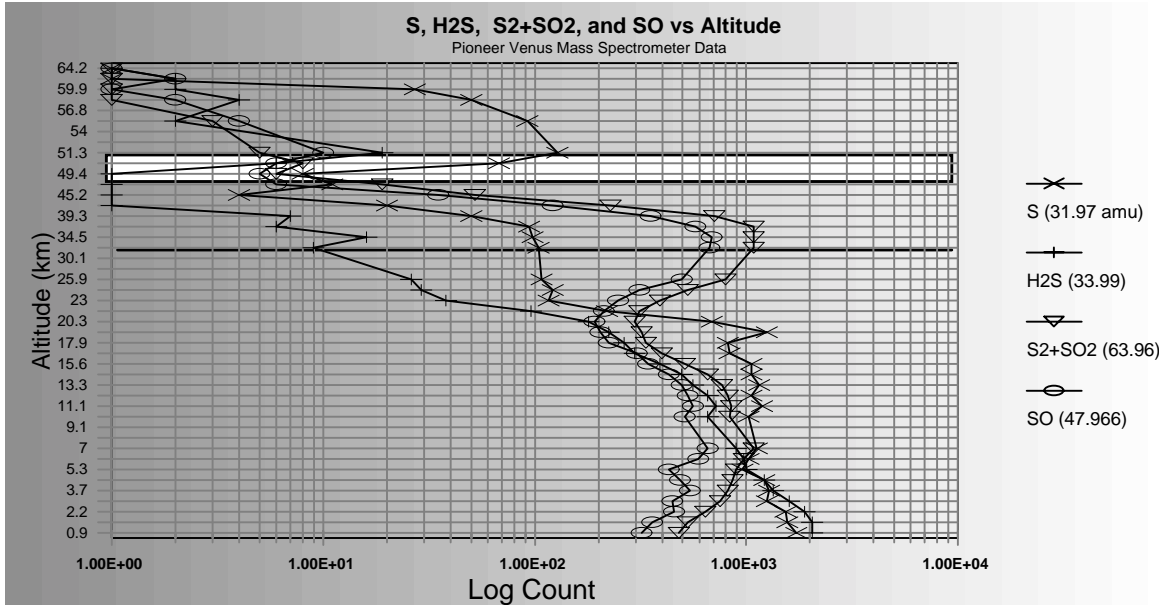 S, H2S, S2+SO2, and SO vs Altitude
Pioneer Venus Mass Spectrometer Data
Altitude (km)
64.2
59.9
56.8
54
51.3
49.4
45.2
39.3
34.5
30.1
25.9
23
20.3
17.9
15.6
13.3
11.1
9.1
7
5.3
3.7
2.2
0.9
1.00E+00 1.00E+01 1.00E+02 1.00E+03 1.00E+04
Log Count
S (31.97 amu)
H2S (33.99)
S2+SO2 (63.96)
SO (47.966)